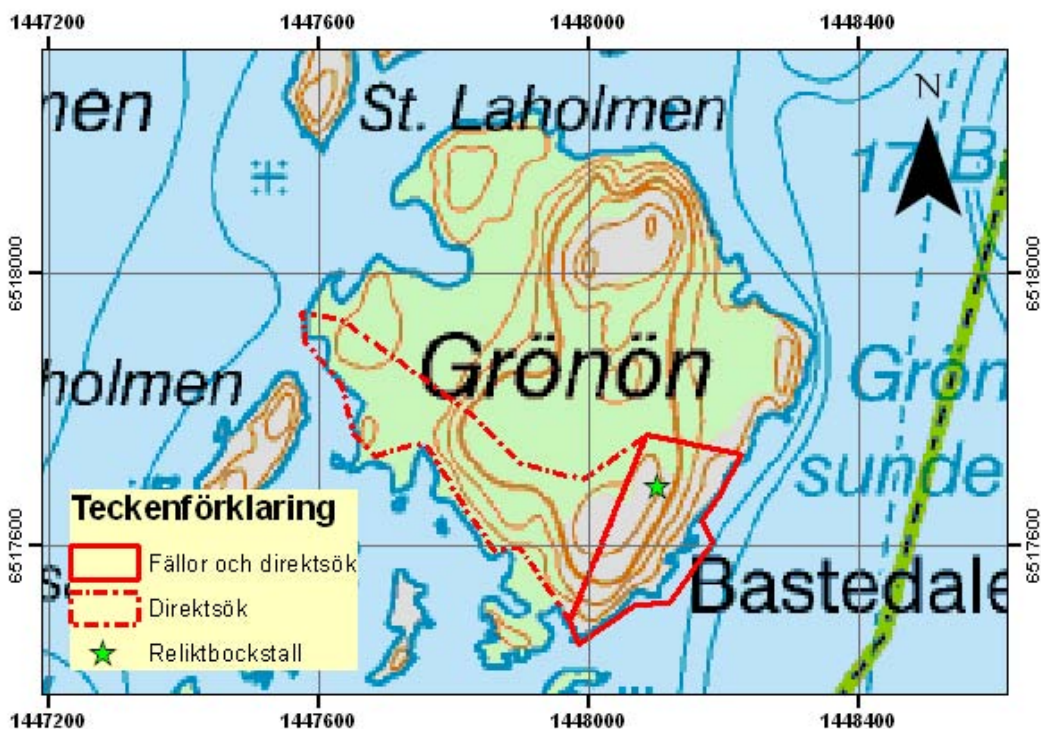 1447200 1447600 1448000 1448400
men St. Laholmen N
17 B
6518000 6518000
Grönön Grön
holmen
sunde
Teckenförklaring
6517600 6517600
Fällor och direktsök
Bastedale
Direktsök
Reliktbockstall
1447200 1447600 1448000 1448400